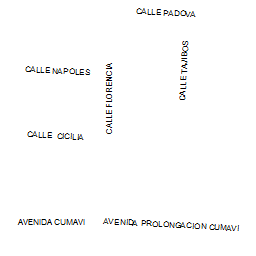 CALLE PADOVA
CALLE TAJIBOS
CALLE NAPOLES
CALLE FLORENCIA
CALLE CICILIA
AVENIDA CUMAVI
AVENIDA PROLONGACION CUMAVI